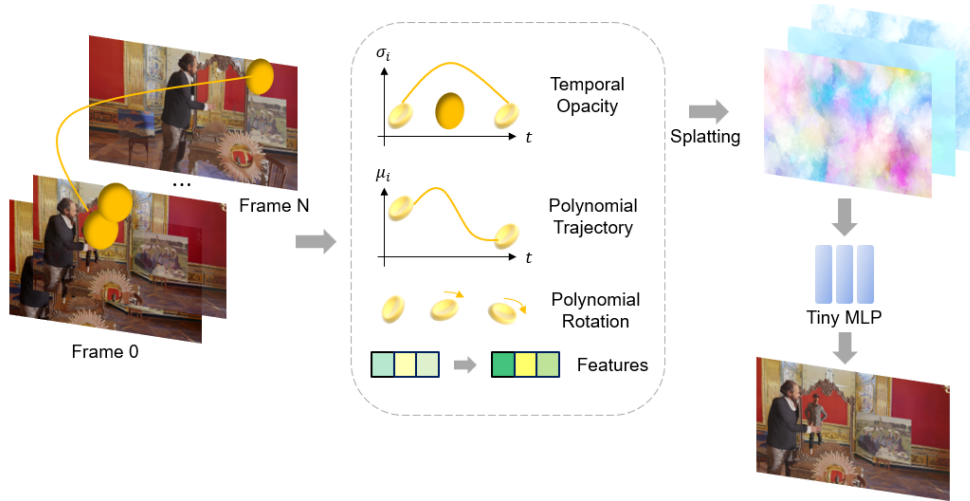 ...
Frame N
Frame 0
σᵢ
t
Temporal
Opacity
μᵢ
t
Polynomial
Trajectory
Polynomial
Rotation
Features
Splatting
Tiny MLP